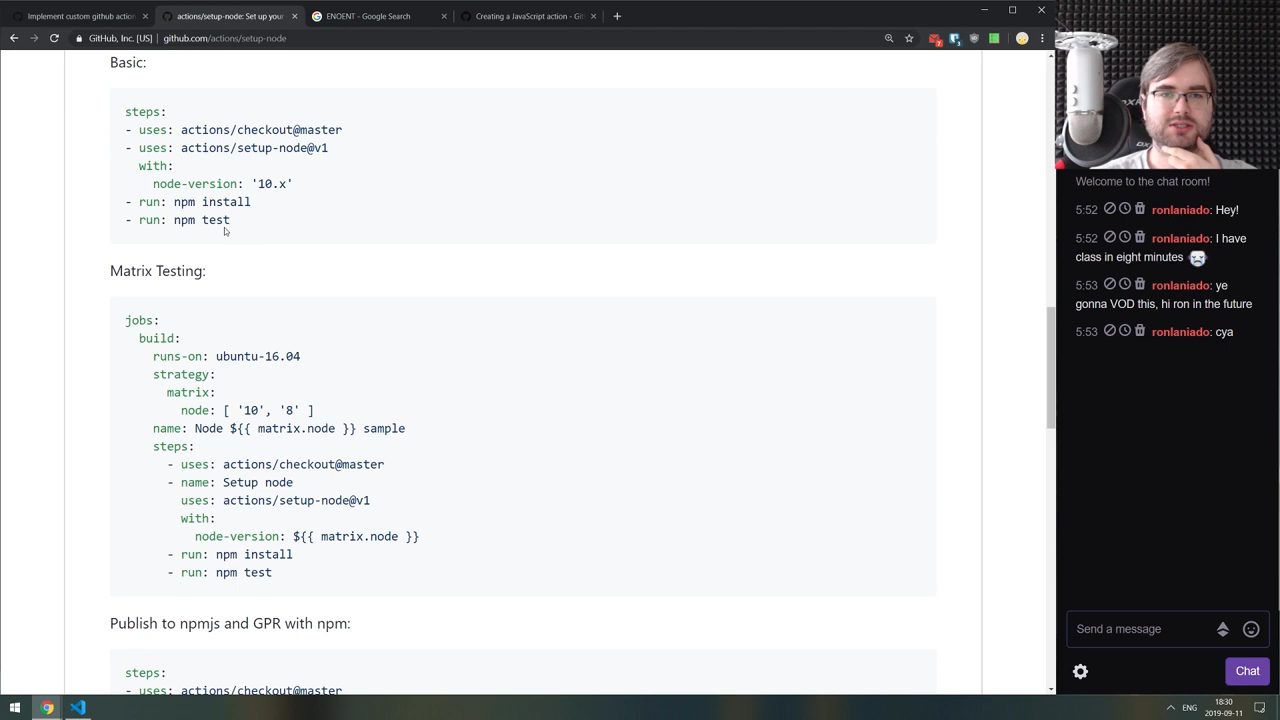 Implement custom github action
actions/setup-node: Set up your
ENOENT - Google Search
Creating a JavaScript action - Git
GitHub, Inc. [US]
github.com/actions/setup-node
Basic:
steps:
- uses: actions/checkout@master
- uses: actions/setup-node@v1
with:
node-version: '10.x'
- run: npm install
- run: npm test
Matrix Testing:
jobs:
build:
runs-on: ubuntu-16.04
strategy:
matrix:
node: [ '10', '8' ]
name: Node ${{ matrix.node }} sample
steps:
- uses: actions/checkout@master
- name: Setup node
uses: actions/setup-node@v1
with:
node-version: ${{ matrix.node }}
- run: npm install
- run: npm test
Publish to npmjs and GPR with npm:
steps:
- uses: actions/checkout@master
Welcome to the chat room!
5:52 ronlaniado: Hey!
5:52 ronlaniado: I have
class in eight minutes
5:53 ronlaniado: ye
gonna VOD this, hi ron in the future
5:53 ronlaniado: cya
Send a message
Chat
ENG
18:30
2019-09-11